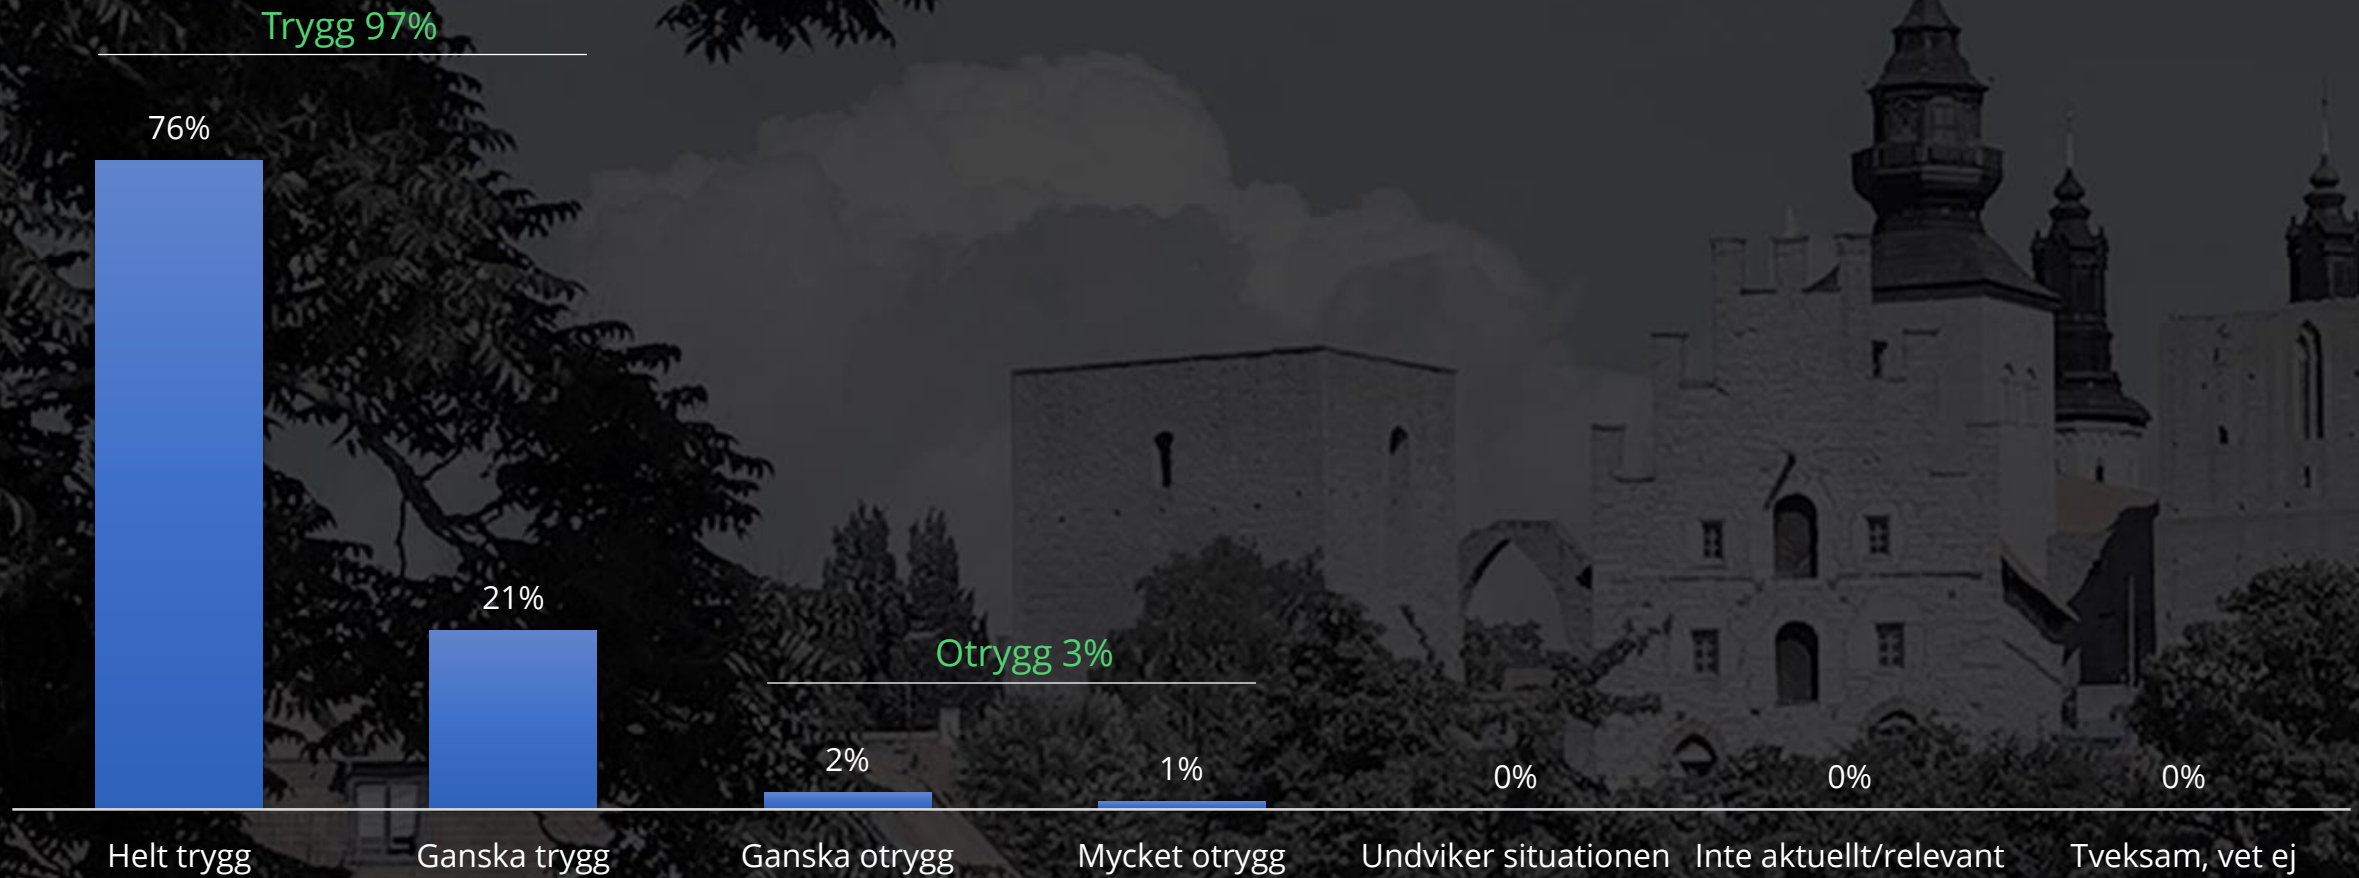 Trygg 97%
76%
21%
Otrygg 3%
2%
1%
0%
0%
0%
Helt trygg
Ganska trygg
Ganska otrygg
Mycket otrygg
Undviker situationen
Inte aktuellt/relevant
Tveksam, vet ej